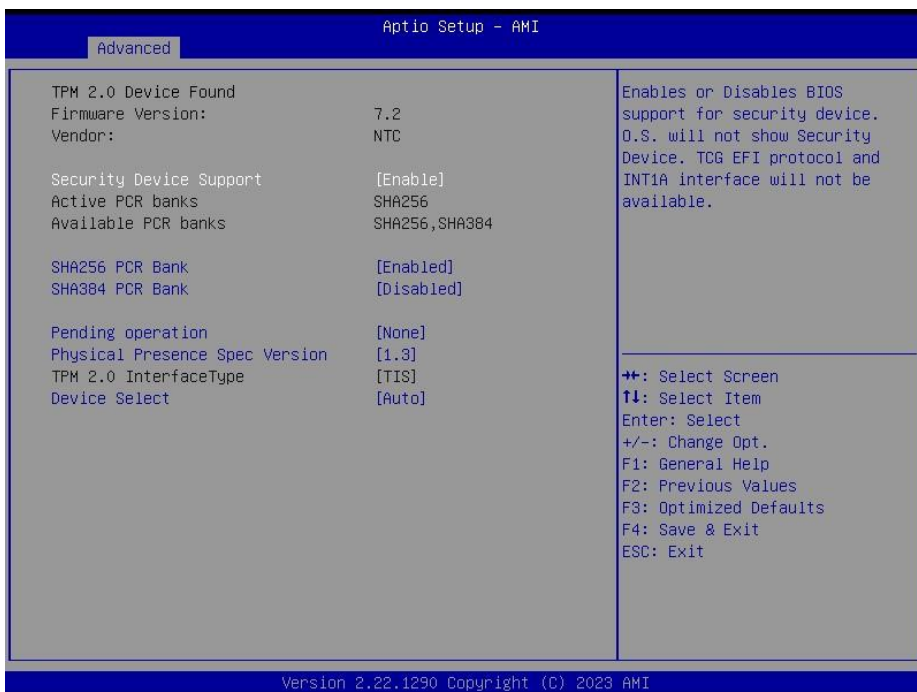 Aptio Setup – AMI
Advanced
TPM 2.0 Device Found
Firmware Version: 7.2
Vendor: NTC
Security Device Support [Enable]
Active PCR banks SHA256
Available PCR banks SHA256,SHA384
SHA256 PCR Bank [Enabled]
SHA384 PCR Bank [Disabled]
Pending operation [None]
Physical Presence Spec Version [1.3]
TPM 2.0 InterfaceType [TIS]
Device Select [Auto]
Enables or Disables BIOS
support for security device.
O.S. will not show Security
Device. TCG EFI protocol and
INT1A interface will not be
available.
→←: Select Screen
↑↓: Select Item
Enter: Select
+/-: Change Opt.
F1: General Help
F2: Previous Values
F3: Optimized Defaults
F4: Save & Exit
ESC: Exit
Version 2.22.1290 Copyright (C) 2023 AMI